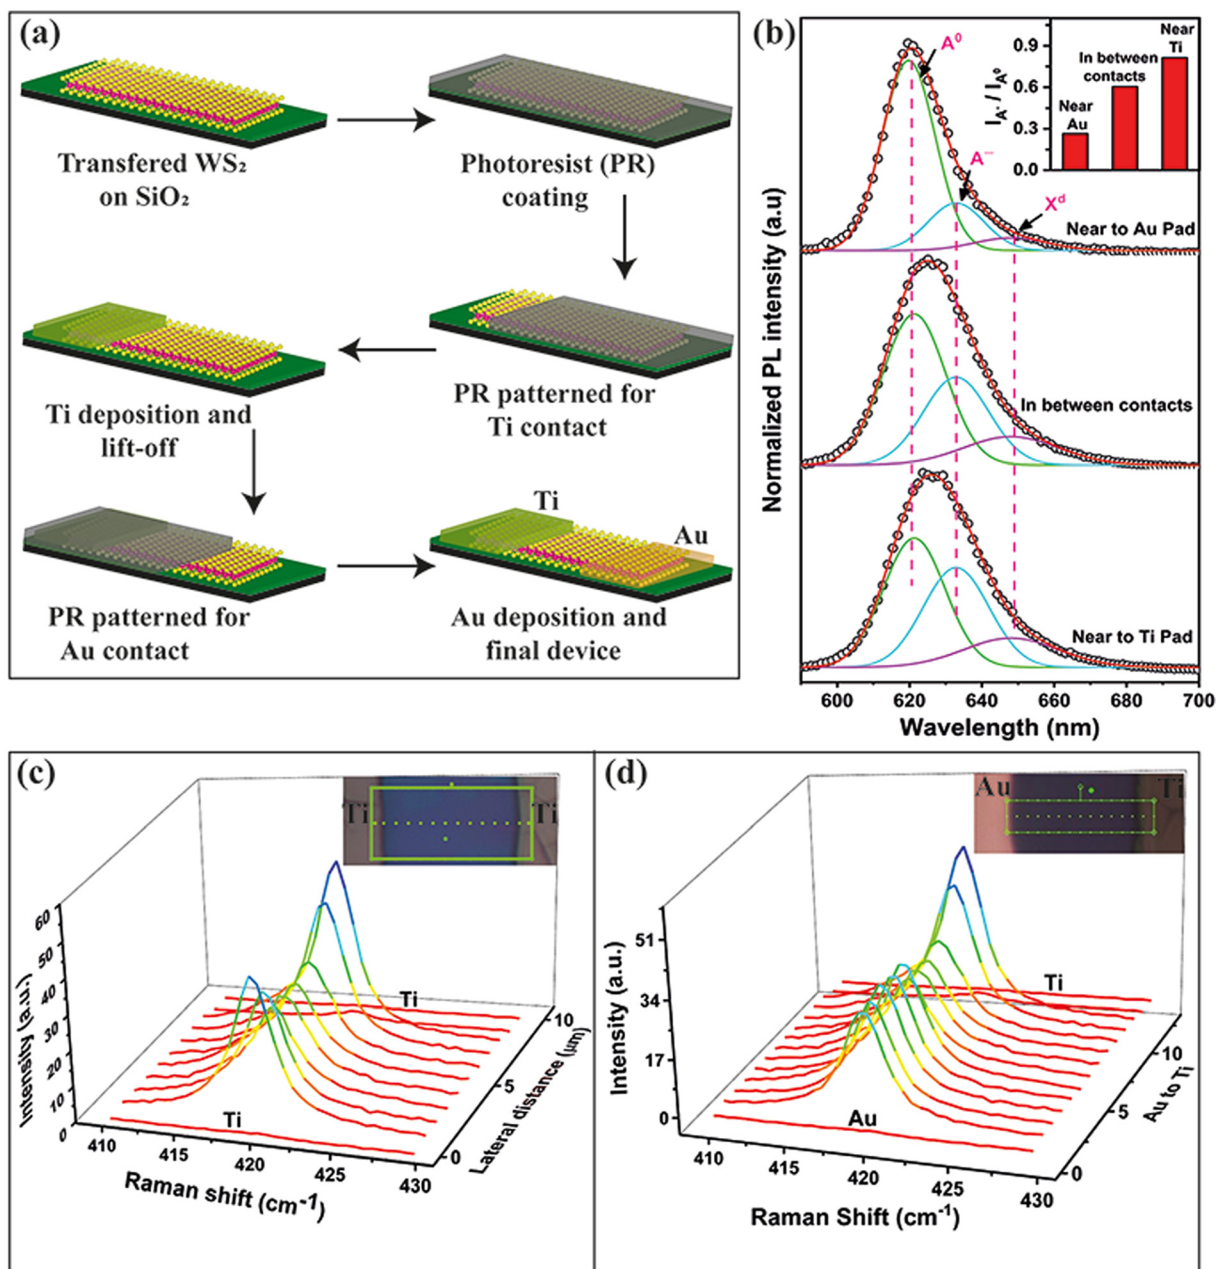 (a)
Transfered WS₂
on SiO₂
Photoresist (PR)
coating
Ti deposition and
lift-off
PR patterned for
Ti contact
Ti
Au
PR patterned for
Au contact
Au deposition and
final device
(b)
Normalized PL intensity (a.u)
A⁰
A⁻
Xᵈ
Near to Au Pad
In between contacts
Near to Ti Pad
600 620 640 660 680 700
Wavelength (nm)
I_A⁻ / I_A⁰
0.9
0.6
0.3
0.0
Near
Au
In between
contacts
Near
Ti
(c)
Ti
Ti
Intensity (a.u.)
60
50
40
30
20
10
0
Ti
Ti
410 415 420 425 430
Raman shift (cm⁻¹)
0
5
10
Lateral distance (μm)
(d)
Au
Ti
Intensity (a.u.)
51
34
17
0
Ti
Au
410 415 420 425 430
Raman Shift (cm⁻¹)
0
5
10
Au to Ti